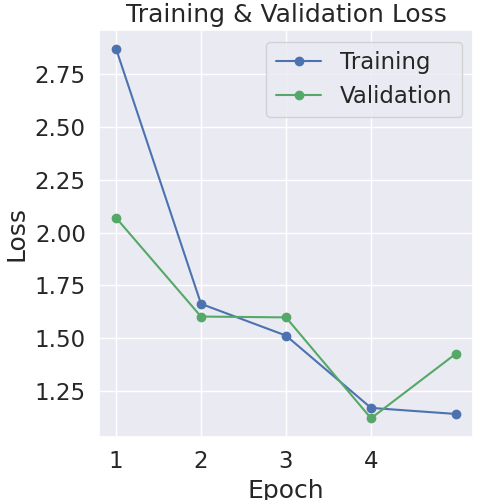 Training & Validation Loss
Training
Validation
Loss
2.75
2.50
2.25
2.00
1.75
1.50
1.25
1 2 3 4
Epoch